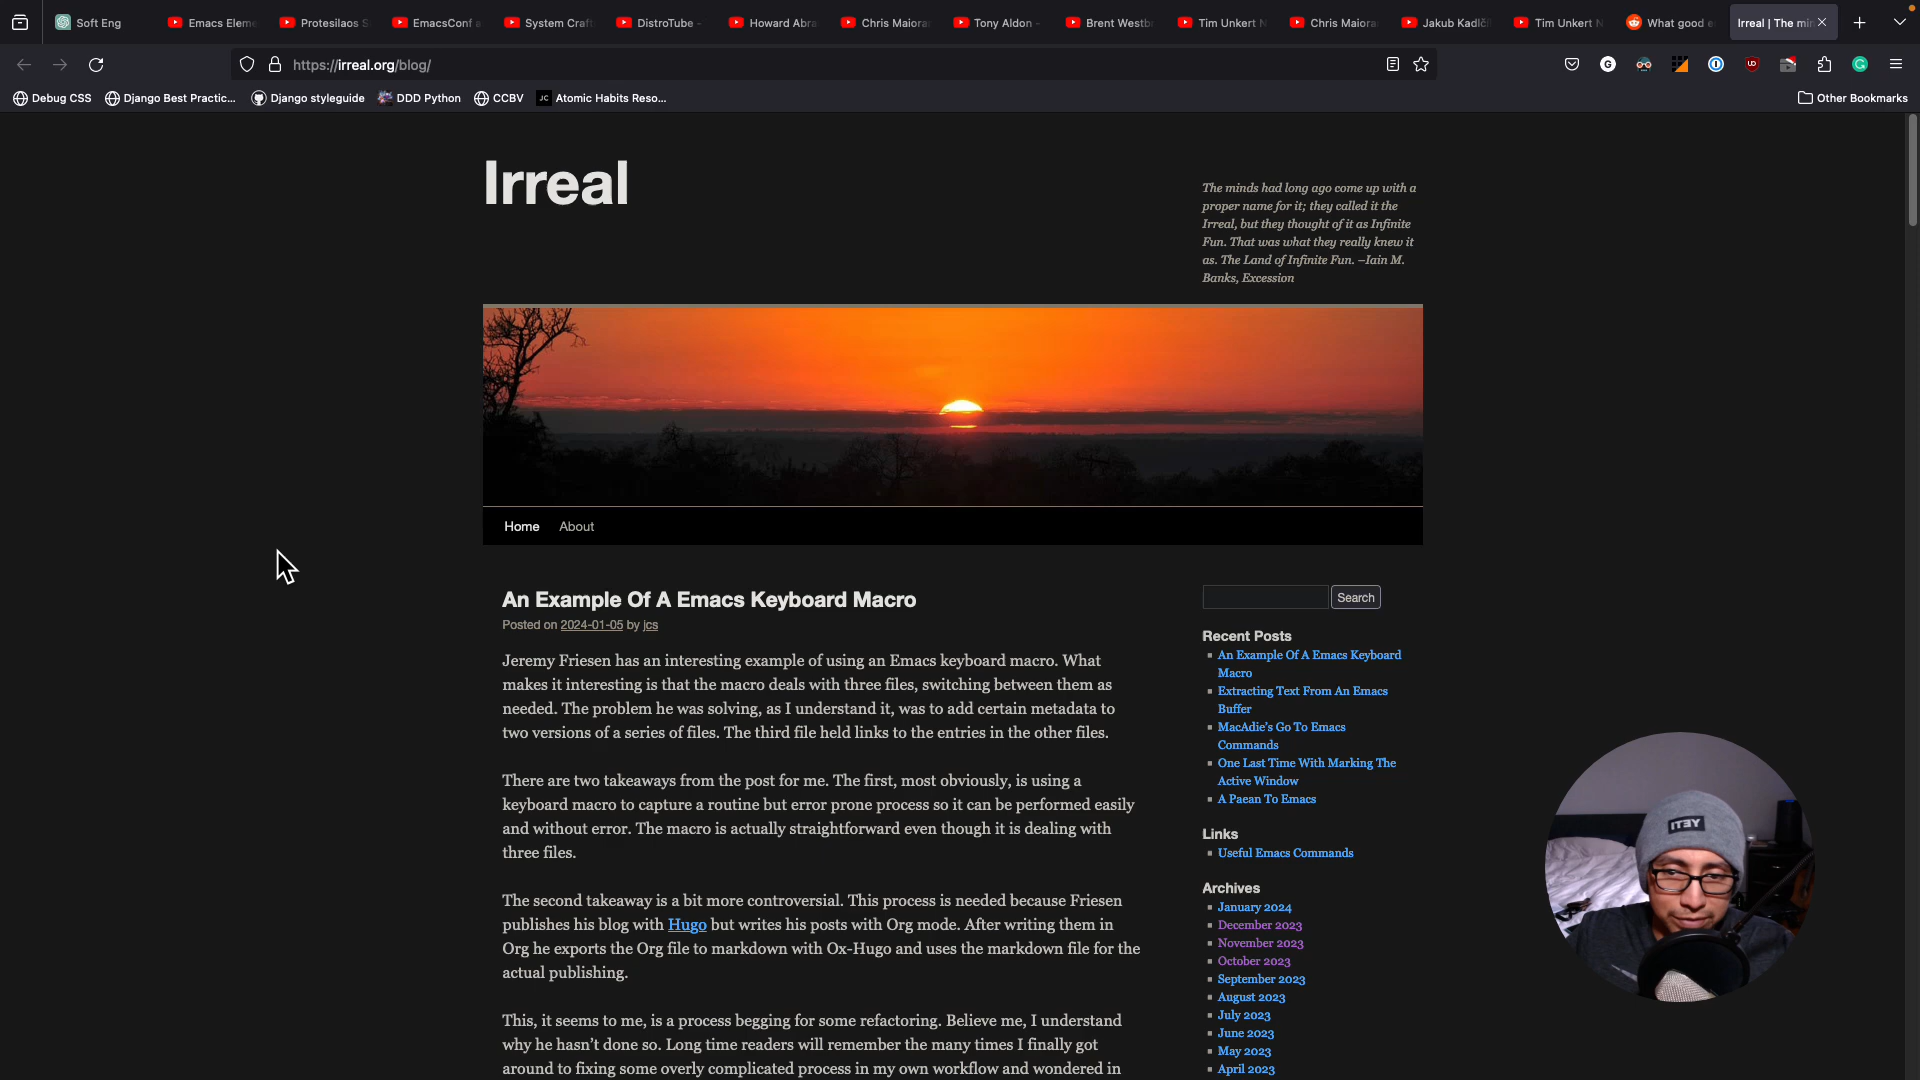 Soft Eng
Emacs Eleme
Protesilaos S
EmacsConf a
System Craft
DistroTube -
Howard Abra
Chris Maiora
Tony Aldon -
Brent Westbr
Tim Unkert N
Chris Maiora
Jakub Kadlč
Tim Unkert N
What good e
Irreal | The min
https://irreal.org/blog/
Debug CSS
Django Best Practic...
Django styleguide
DDD Python
CCBV
JC
Atomic Habits Reso...
Other Bookmarks
Irreal
The minds had long ago come up with a
proper name for it; they called it the
Irreal, but they thought of it as Infinite
Fun. That was what they really knew it
as. The Land of Infinite Fun. –Iain M.
Banks, Excession
Home About
An Example Of A Emacs Keyboard Macro
Posted on 2024-01-05 by jcs
Jeremy Friesen has an interesting example of using an Emacs keyboard macro. What
makes it interesting is that the macro deals with three files, switching between them as
needed. The problem he was solving, as I understand it, was to add certain metadata to
two versions of a series of files. The third file held links to the entries in the other files.
There are two takeaways from the post for me. The first, most obviously, is using a
keyboard macro to capture a routine but error prone process so it can be performed easily
and without error. The macro is actually straightforward even though it is dealing with
three files.
The second takeaway is a bit more controversial. This process is needed because Friesen
publishes his blog with Hugo but writes his posts with Org mode. After writing them in
Org he exports the Org file to markdown with Ox-Hugo and uses the markdown file for the
actual publishing.
This, it seems to me, is a process begging for some refactoring. Believe me, I understand
why he hasn't done so. Long time readers will remember the many times I finally got
around to fixing some overly complicated process in my own workflow and wondered in
Search
Recent Posts
An Example Of A Emacs Keyboard
Macro
Extracting Text From An Emacs
Buffer
MacAdie's Go To Emacs
Commands
One Last Time With Marking The
Active Window
A Paean To Emacs
Links
Useful Emacs Commands
Archives
January 2024
December 2023
November 2023
October 2023
September 2023
August 2023
July 2023
June 2023
May 2023
April 2023
YETI